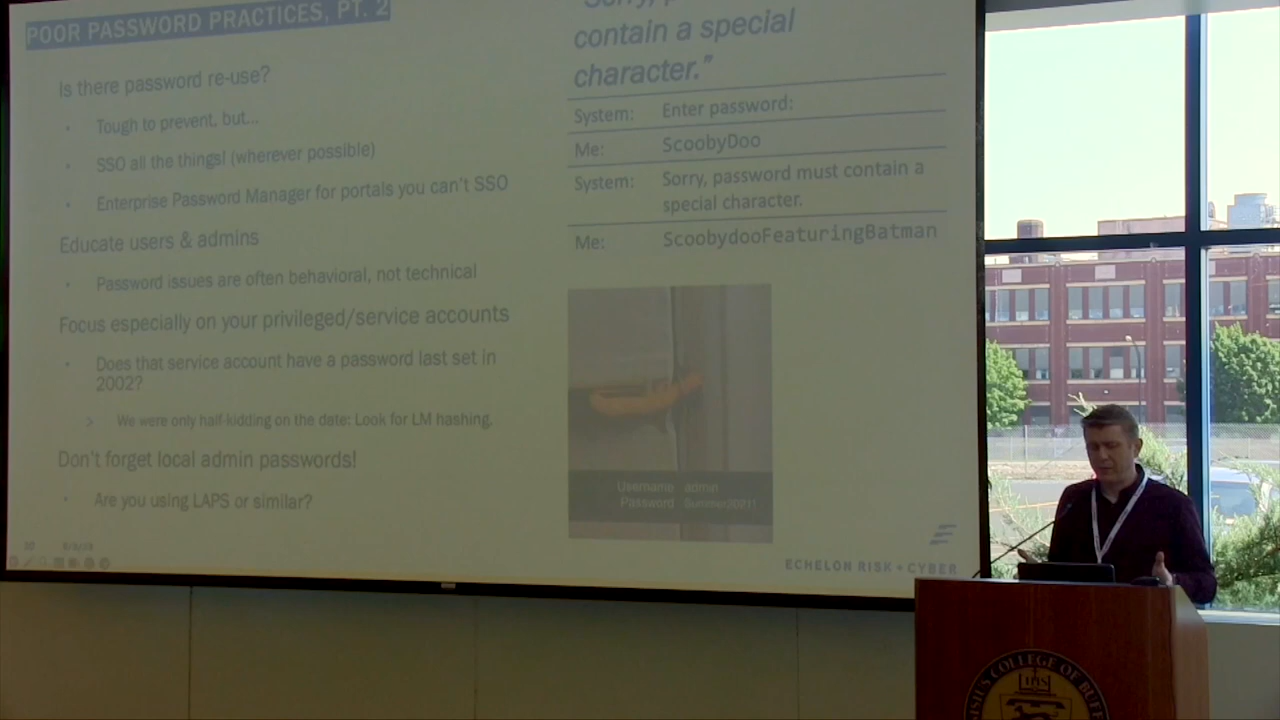 POOR PASSWORD PRACTICES, PT. 2
Is there password re-use?
Tough to prevent, but...
SSO all the things! (wherever possible)
Enterprise Password Manager for portals you can't SSO
Educate users & admins
Password issues are often behavioral, not technical
Focus especially on your privileged/service accounts
Does that service account have a password last set in
2002?
We were only half-kidding on the date: Look for LM hashing.
Don't forget local admin passwords!
Are you using LAPS or similar?
contain a special
character."
System: Enter password:
Me: ScoobyDoo
System: Sorry, password must contain a
special character.
Me: ScoobydooFeaturingBatman
Username admin
Password
ECHELON RISK + CYBER
COLLEGE OF
IHS